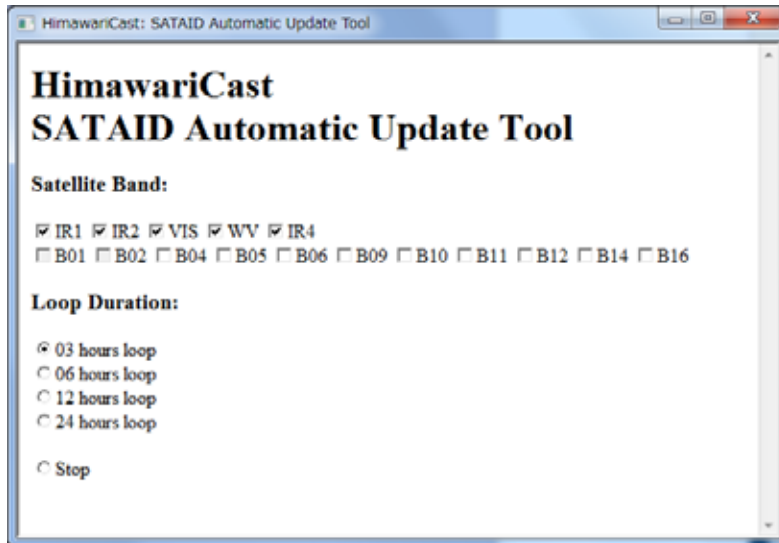 HimawariCast: SATAID Automatic Update Tool
HimawariCast
SATAID Automatic Update Tool
Satellite Band:
IR1 IR2 VIS WV IR4
B01 B02 B04 B05 B06 B09 B10 B11 B12 B14 B16
Loop Duration:
03 hours loop
06 hours loop
12 hours loop
24 hours loop
Stop